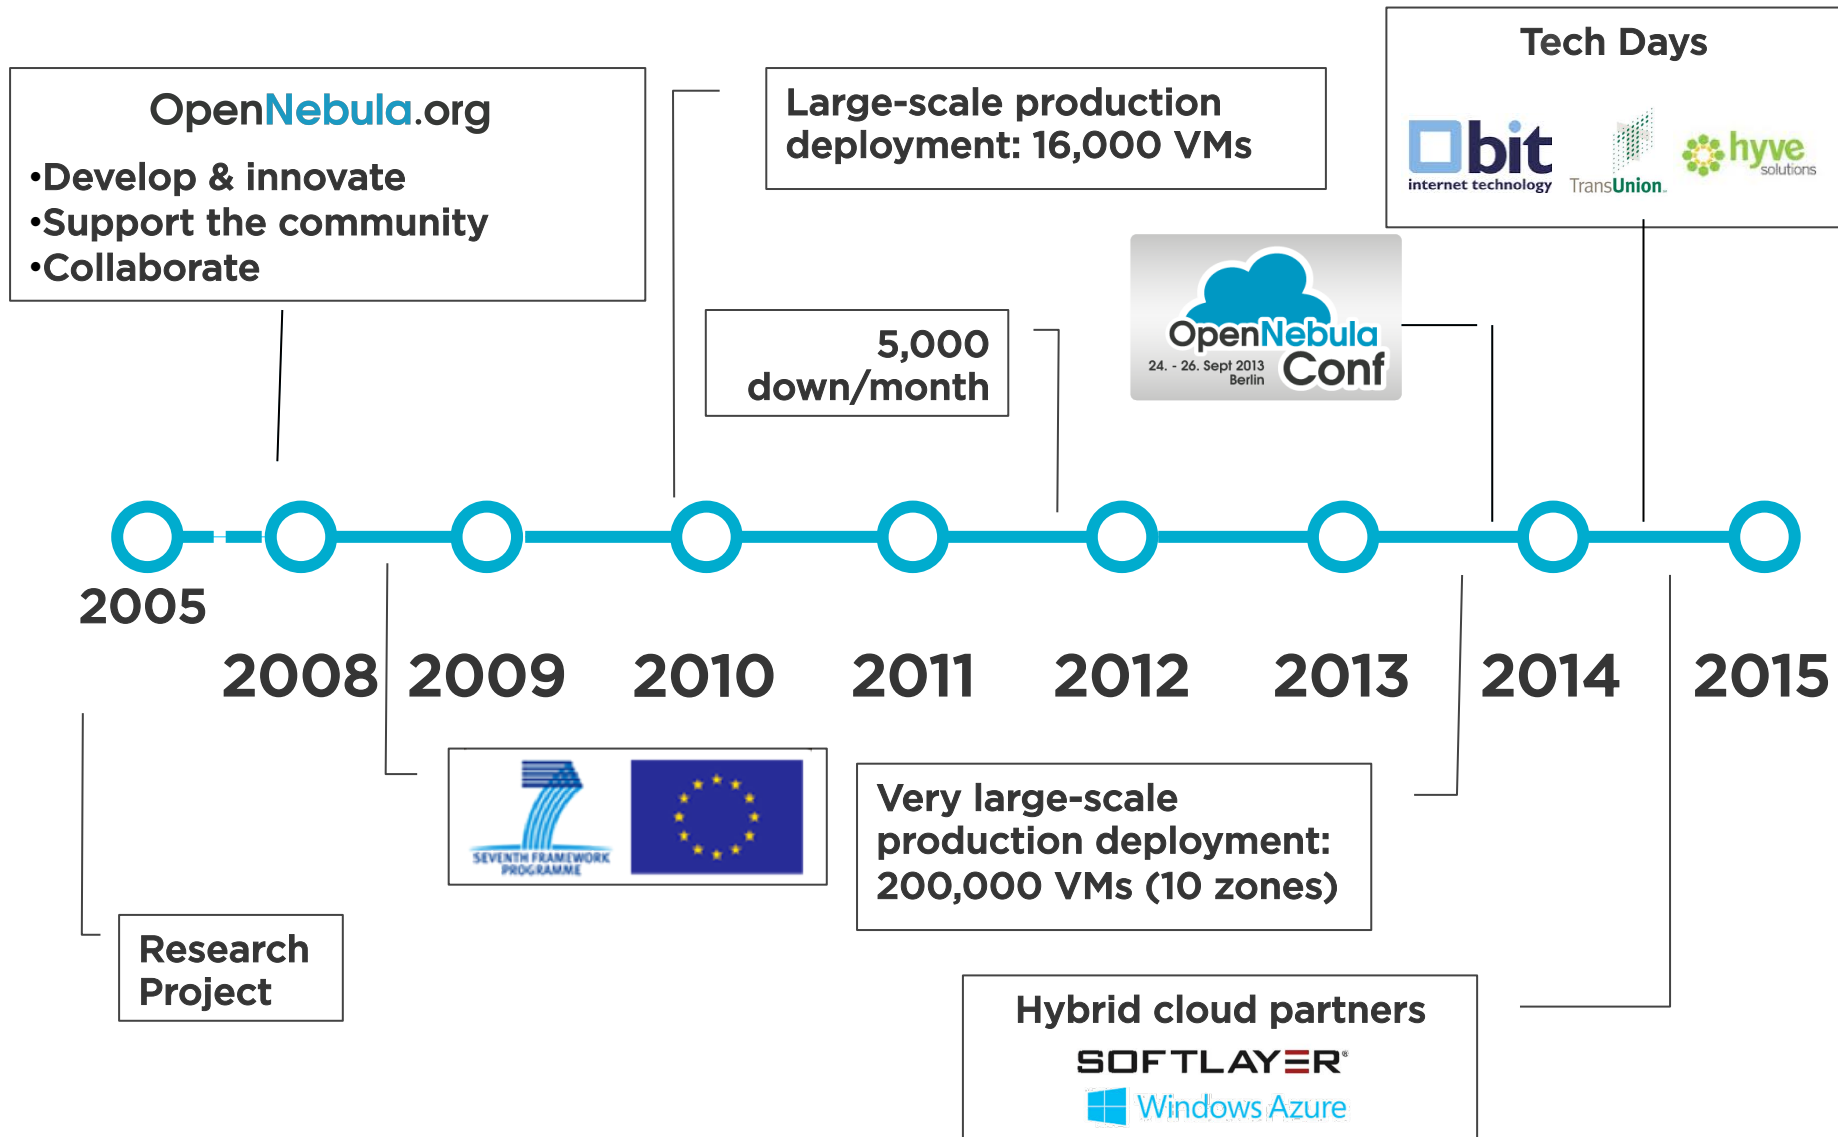 OpenNebula.org
•Develop & innovate
•Support the community
•Collaborate
Large-scale production
deployment: 16,000 VMs
Tech Days
bit
internet technology
TransUnion
hyve
solutions
5,000
down/month
OpenNebula
Conf
24. - 26. Sept 2013
Berlin
2005
2008
2009
2010
2011
2012
2013
2014
2015
SEVENTH FRAMEWORK
PROGRAMME
Very large-scale
production deployment:
200,000 VMs (10 zones)
Research
Project
Hybrid cloud partners
SOFTLAYER®
Windows Azure